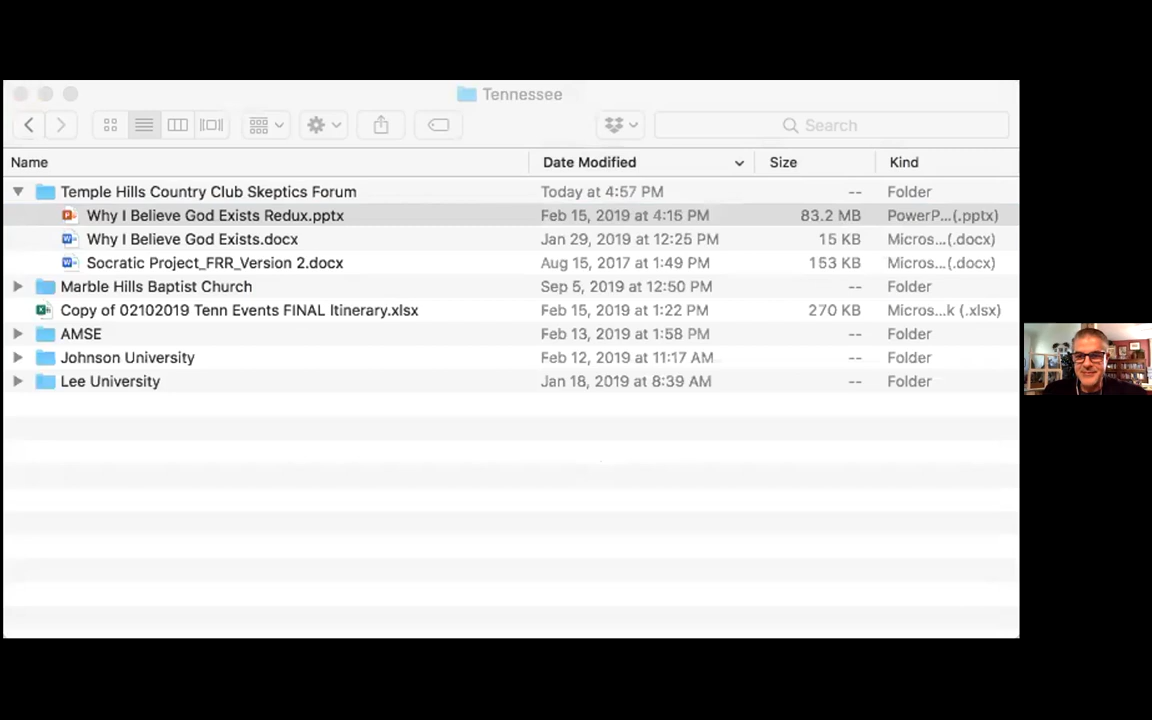 Tennessee
Search
Name Date Modified Size Kind
Temple Hills Country Club Skeptics Forum Today at 4:57 PM -- Folder
Why I Believe God Exists Redux.pptx Feb 15, 2019 at 4:15 PM 83.2 MB PowerP...(.pptx)
Why I Believe God Exists.docx Jan 29, 2019 at 12:25 PM 15 KB Micros...(.docx)
Socratic Project_FRR_Version 2.docx Aug 15, 2017 at 1:49 PM 153 KB Micros...(.docx)
Marble Hills Baptist Church Sep 5, 2019 at 12:50 PM -- Folder
Copy of 02102019 Tenn Events FINAL Itinerary.xlsx Feb 15, 2019 at 1:22 PM 270 KB Micros...k (.xlsx)
AMSE Feb 13, 2019 at 1:58 PM -- Folder
Johnson University Feb 12, 2019 at 11:17 AM -- Folder
Lee University Jan 18, 2019 at 8:39 AM -- Folder